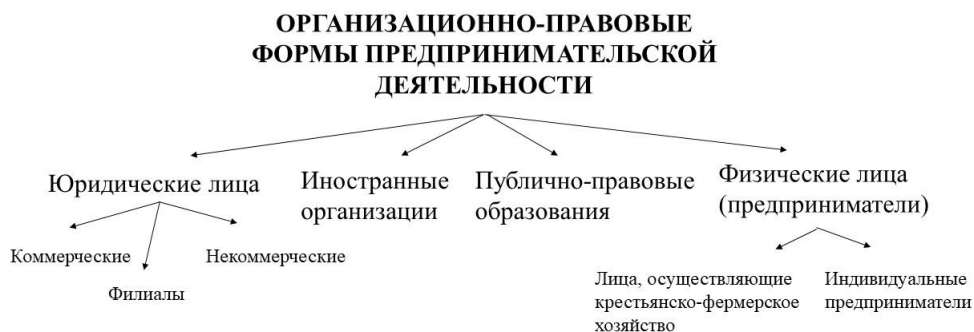 ОРГАНИЗАЦИОННО-ПРАВОВЫЕ
ФОРМЫ ПРЕДПРИНИМАТЕЛЬСКОЙ
ДЕЯТЕЛЬНОСТИ
Юридические лица
Иностранные
организации
Публично-правовые
образования
Физические лица
(предприниматели)
Коммерческие
Филиалы
Некоммерческие
Лица, осуществляющие
крестьянско-фермерское
хозяйство
Индивидуальные
предприниматели